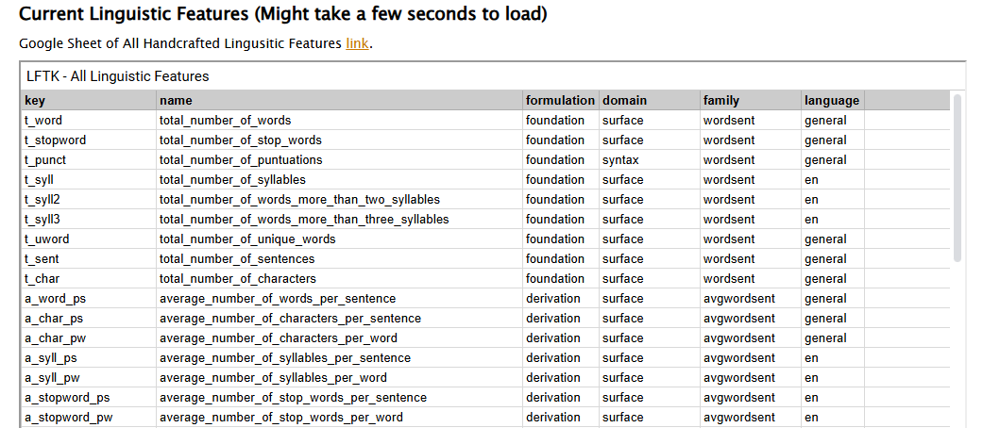 Current Linguistic Features (Might take a few seconds to load)
Google Sheet of All Handcrafted Lingusitic Features link.
LFTK - All Linguistic Features
key name formulation domain family language
t_word total_number_of_words foundation surface wordsent general
t_stopword total_number_of_stop_words foundation surface wordsent general
t_punct total_number_of_puntuations foundation syntax wordsent general
t_syll total_number_of_syllables foundation surface wordsent en
t_syll2 total_number_of_words_more_than_two_syllables foundation surface wordsent en
t_syll3 total_number_of_words_more_than_three_syllables foundation surface wordsent en
t_uword total_number_of_unique_words foundation surface wordsent general
t_sent total_number_of_sentences foundation surface wordsent general
t_char total_number_of_characters foundation surface wordsent general
a_word_ps average_number_of_words_per_sentence derivation surface avgwordsent general
a_char_ps average_number_of_characters_per_sentence derivation surface avgwordsent general
a_char_pw average_number_of_characters_per_word derivation surface avgwordsent general
a_syll_ps average_number_of_syllables_per_sentence derivation surface avgwordsent en
a_syll_pw average_number_of_syllables_per_word derivation surface avgwordsent en
a_stopword_ps average_number_of_stop_words_per_sentence derivation surface avgwordsent en
a_stopword_pw average_number_of_stop_words_per_word derivation surface avgwordsent en